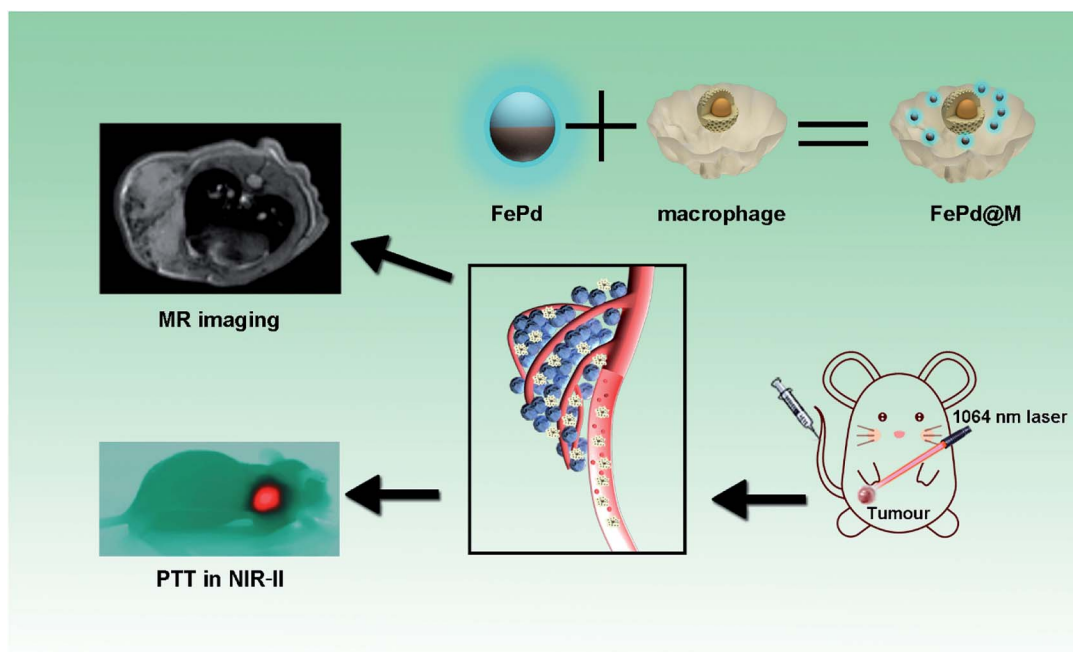 FePd
macrophage
FePd@M
MR imaging
1064 nm laser
Tumour
PTT in NIR-II